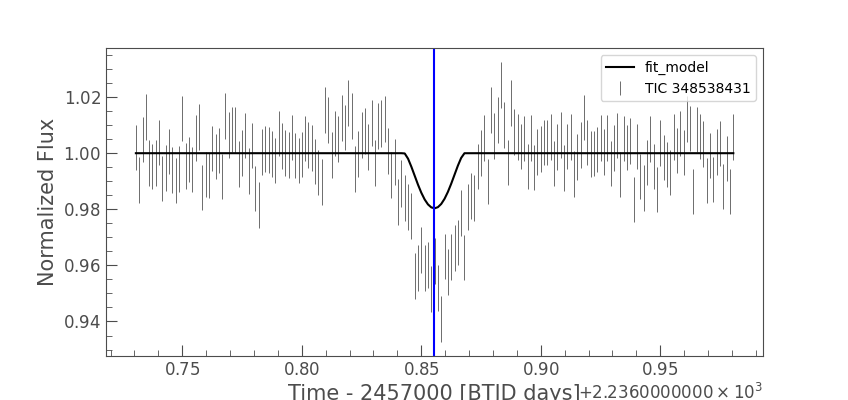 fit_model
TIC 348538431
Normalized Flux
1.02
1.00
0.98
0.96
0.94
0.75
0.80
0.85
0.90
0.95
Time - 2457000 [BTJD days]
+2.2360000000 × 10³